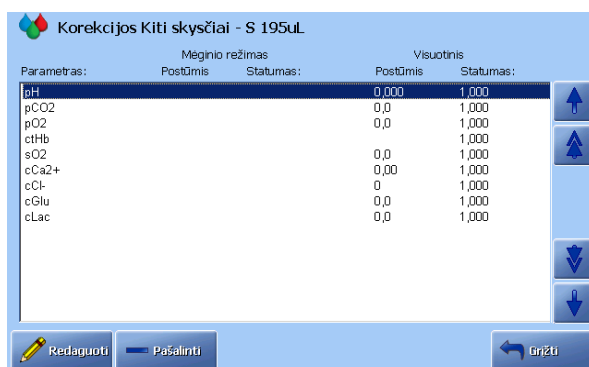 Korekcijos Kiti skysčiai - S 195uL
Mėginio režimas Visuotinis
Parametras: Postūmis Statumas: Postūmis Statumas:
pH 0,000 1,000
pCO2 0,0 1,000
pO2 0,0 1,000
ctHb 1,000
sO2 0,0 1,000
cCa2+ 0,00 1,000
cCl- 0 1,000
cGlu 0,0 1,000
cLac 0,0 1,000
Redaguoti Pašalinti Grįžti